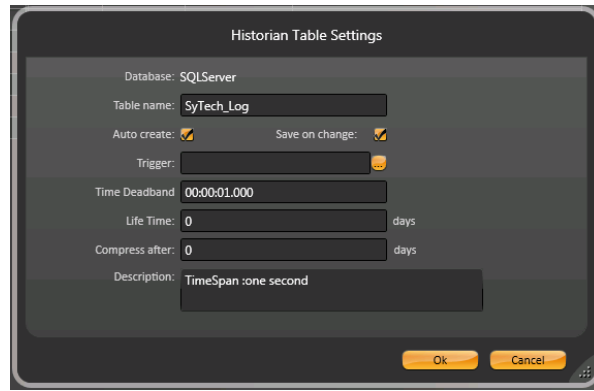 Historian Table Settings
Database: SQLServer
Table name: SyTech_Log
Auto create: Save on change:
Trigger:
Time Deadband 00:00:01.000
Life Time: 0 days
Compress after: 0 days
Description: TimeSpan :one second
Ok Cancel